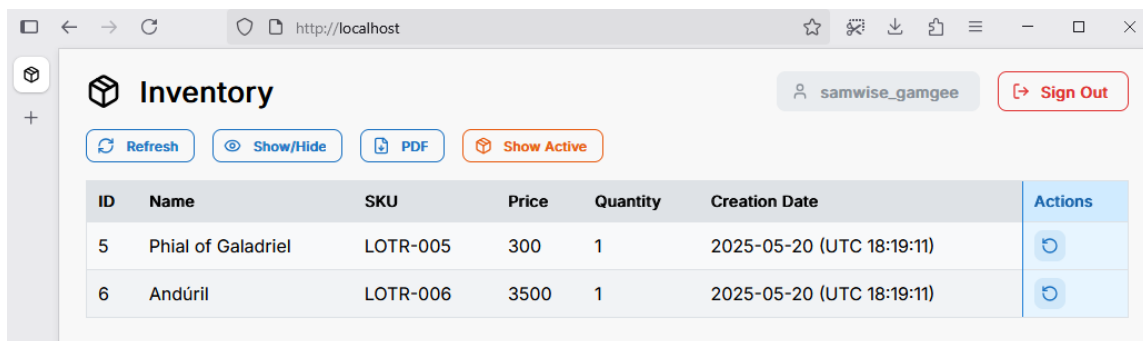 http://localhost
Inventory
samwise_gamgee
Sign Out
Refresh Show/Hide PDF Show Active
ID Name SKU Price Quantity Creation Date Actions
5 Phial of Galadriel LOTR-005 300 1 2025-05-20 (UTC 18:19:11)
6 Andúril LOTR-006 3500 1 2025-05-20 (UTC 18:19:11)